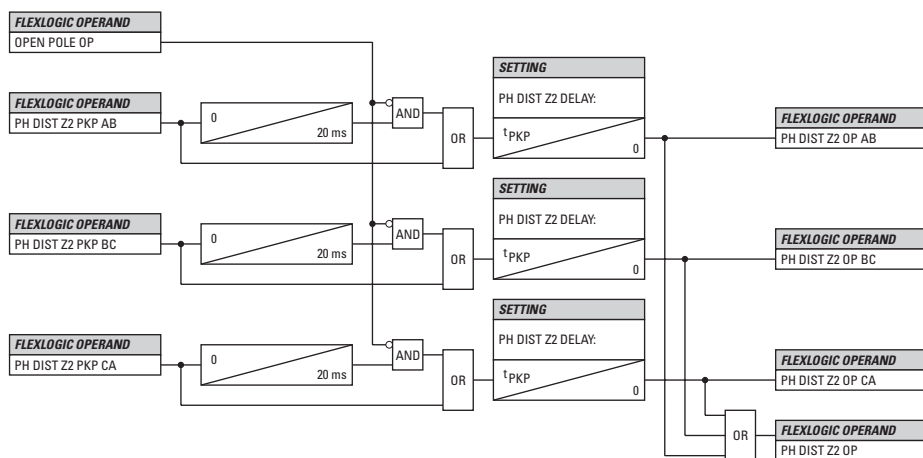 FLEXLOGIC OPERAND
OPEN POLE OP
FLEXLOGIC OPERAND
PH DIST Z2 PKP AB
0
20 ms
AND
OR
SETTING
PH DIST Z2 DELAY:
tPKP
0
FLEXLOGIC OPERAND
PH DIST Z2 OP AB
FLEXLOGIC OPERAND
PH DIST Z2 PKP BC
0
20 ms
AND
OR
SETTING
PH DIST Z2 DELAY:
tPKP
0
FLEXLOGIC OPERAND
PH DIST Z2 OP BC
FLEXLOGIC OPERAND
PH DIST Z2 PKP CA
0
20 ms
AND
OR
SETTING
PH DIST Z2 DELAY:
tPKP
0
FLEXLOGIC OPERAND
PH DIST Z2 OP CA
OR
FLEXLOGIC OPERAND
PH DIST Z2 OP